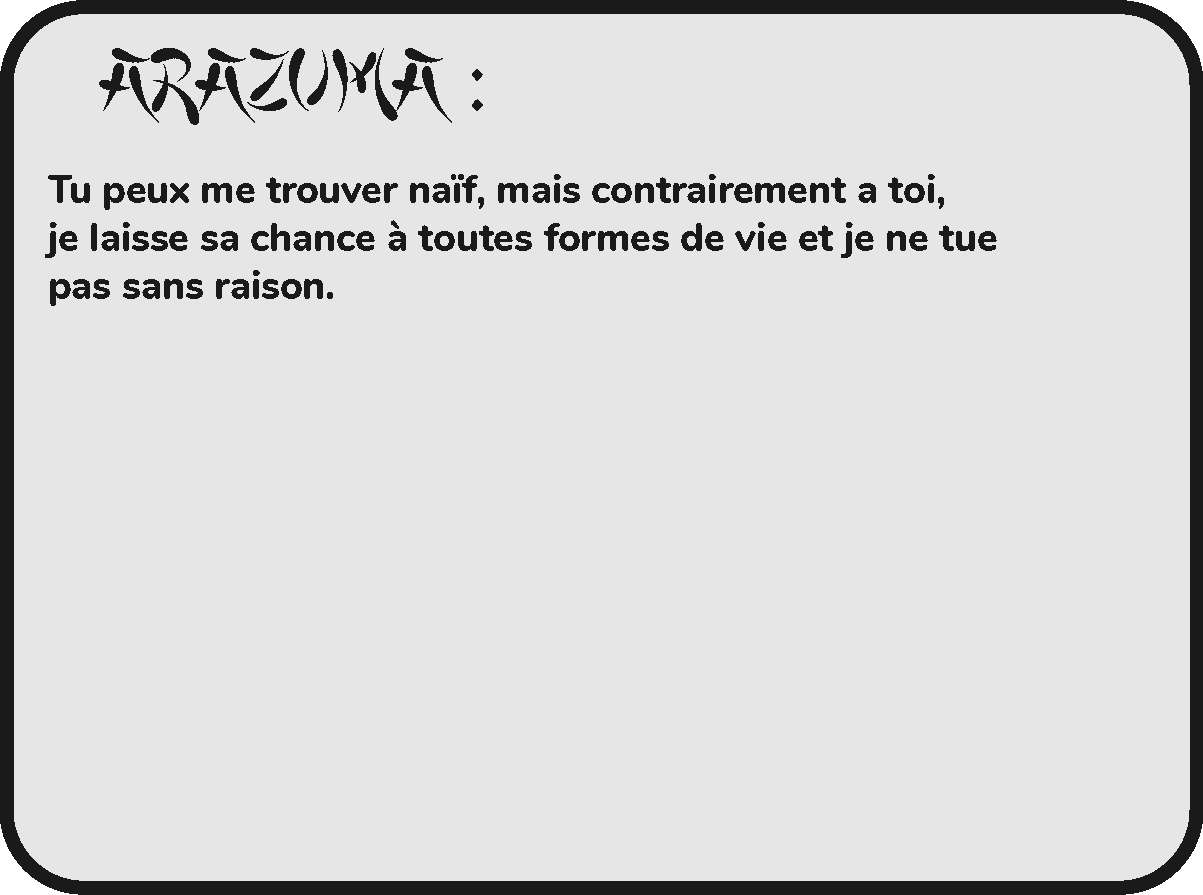 ARAZUMA :
Tu peux me trouver naïf, mais contrairement a toi,
je laisse sa chance à toutes formes de vie et je ne tue
pas sans raison.